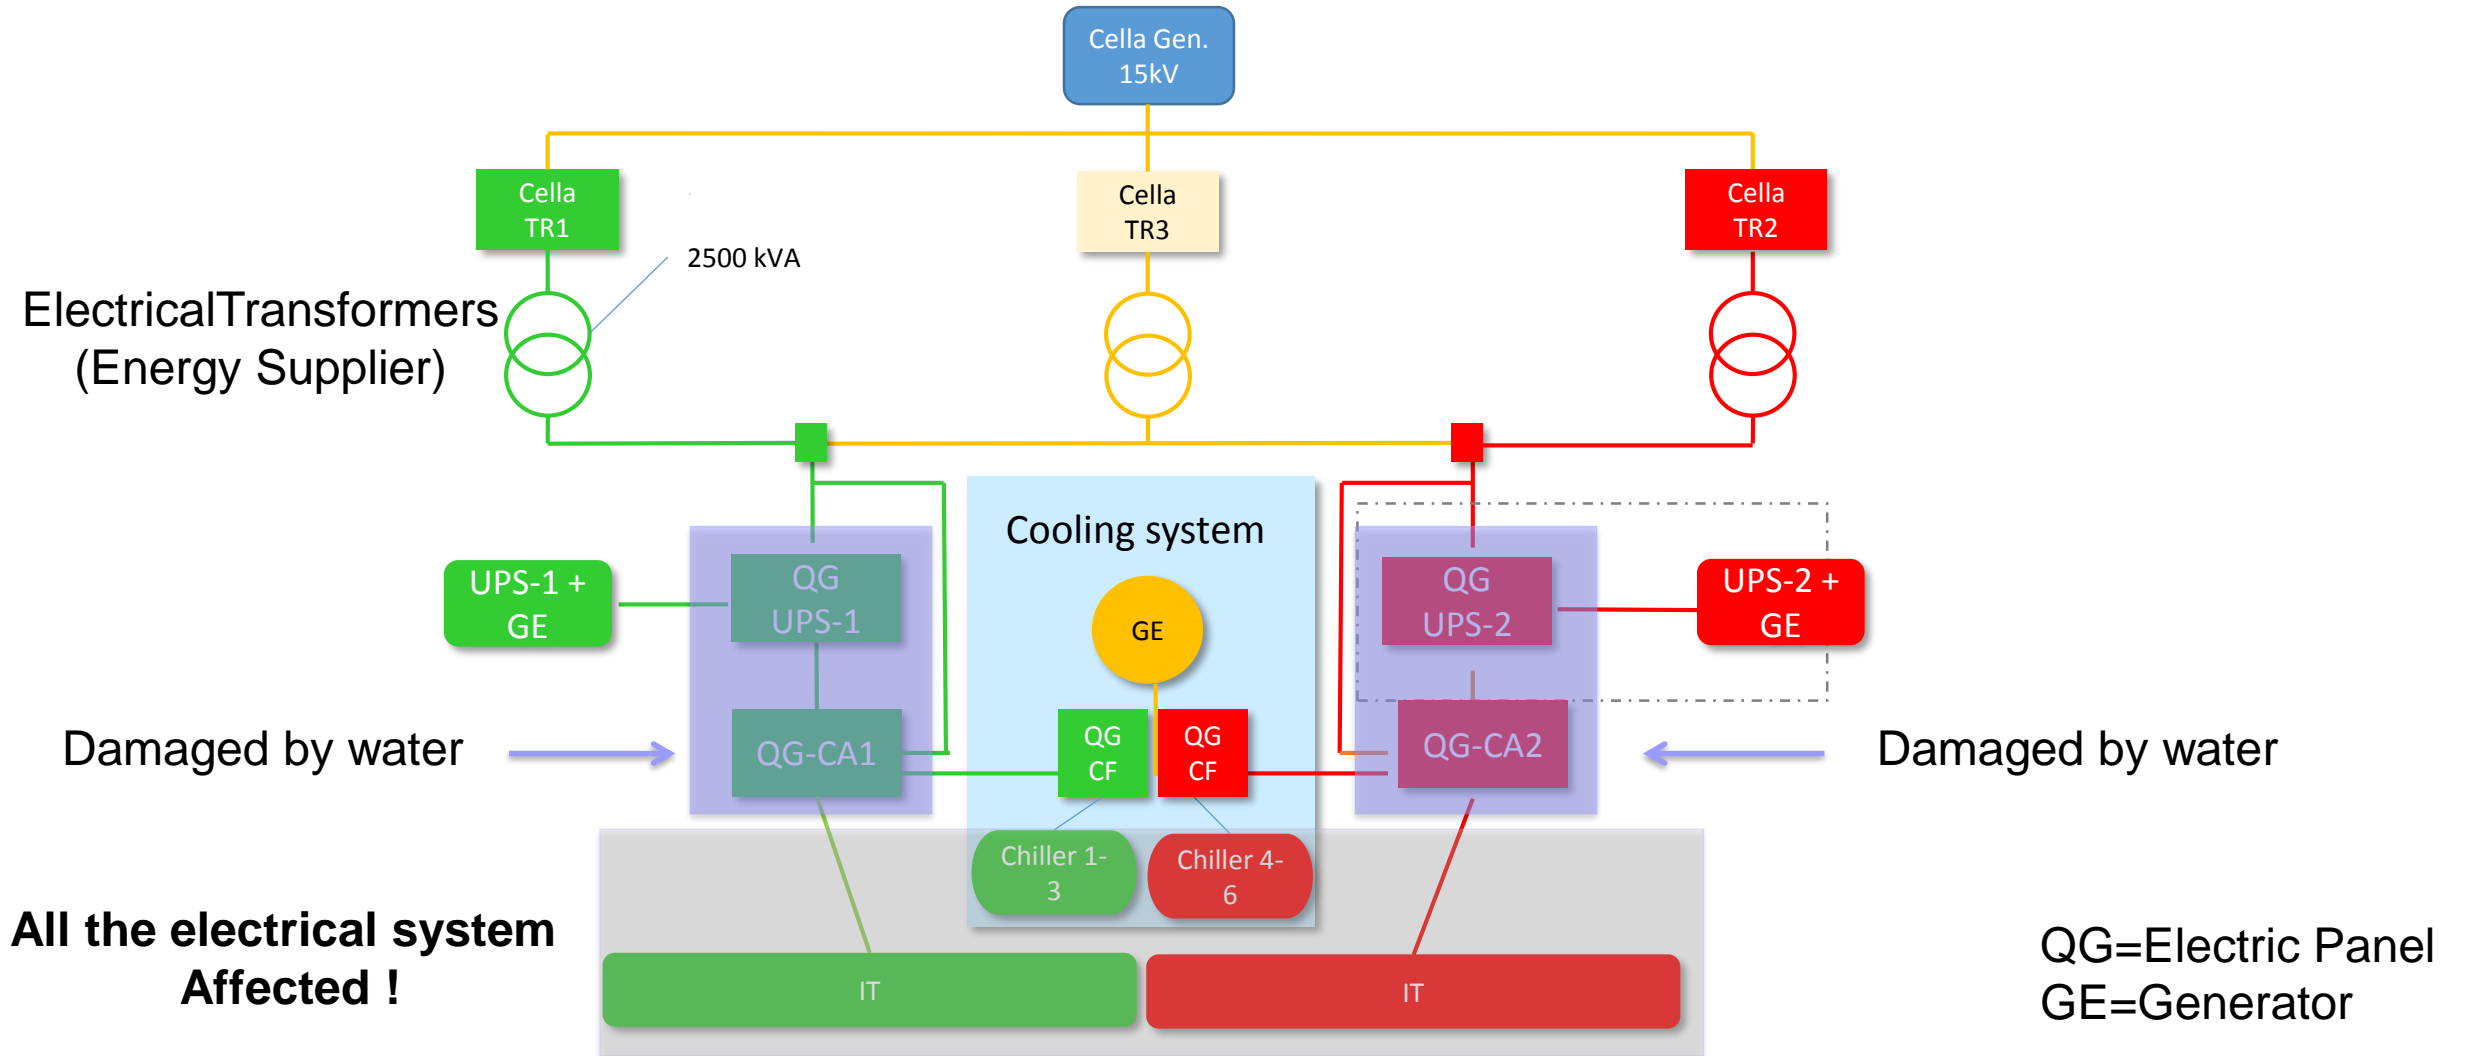 Cella Gen.
15kV
Cella
TR1
Cella
TR3
Cella
TR2
2500 kVA
ElectricalTransformers
(Energy Supplier)
Cooling system
UPS-1 +
GE
QG
UPS-1
GE
QG
UPS-2
UPS-2 +
GE
Damaged by water
QG-CA1
QG
CF
QG
CF
QG-CA2
Damaged by water
Chiller 1-
3
Chiller 4-
6
All the electrical system
Affected !
IT
IT
QG=Electric Panel
GE=Generator